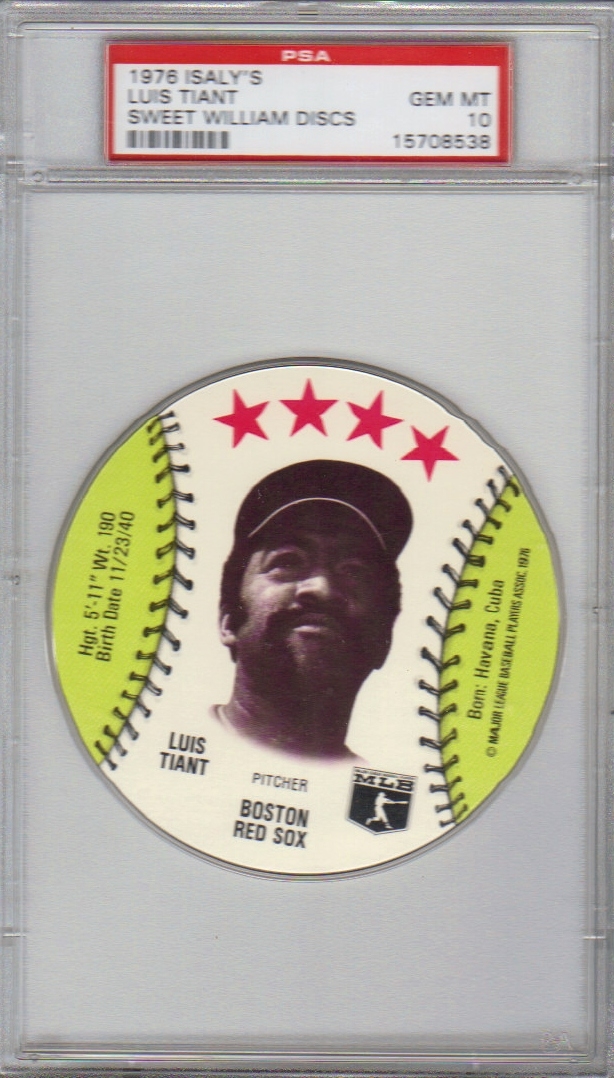 PSA
1976 ISALY'S
LUIS TIANT GEM MT
SWEET WILLIAM DISCS 10
15708538
Hgt. 5'-11" Wt. 190
Birth Date 11/23/40
Born: Havana, Cuba
© MAJOR LEAGUE BASEBALL PLAYRS ASSOC. 1976
LUIS
TIANT
PITCHER
BOSTON
RED SOX
MLB